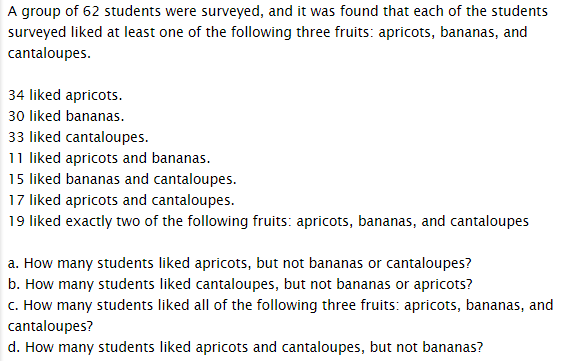 A group of 62 students were surveyed, and it was found that each of the students
surveyed liked at least one of the following three fruits: apricots, bananas, and
cantaloupes.
34 liked apricots.
30 liked bananas.
33 liked cantaloupes.
11 liked apricots and bananas.
15 liked bananas and cantaloupes.
17 liked apricots and cantaloupes.
19 liked exactly two of the following fruits: apricots, bananas, and cantaloupes
a. How many students liked apricots, but not bananas or cantaloupes?
b. How many students liked cantaloupes, but not bananas or apricots?
c. How many students liked all of the following three fruits: apricots, bananas, and
cantaloupes?
d. How many students liked apricots and cantaloupes, but not bananas?